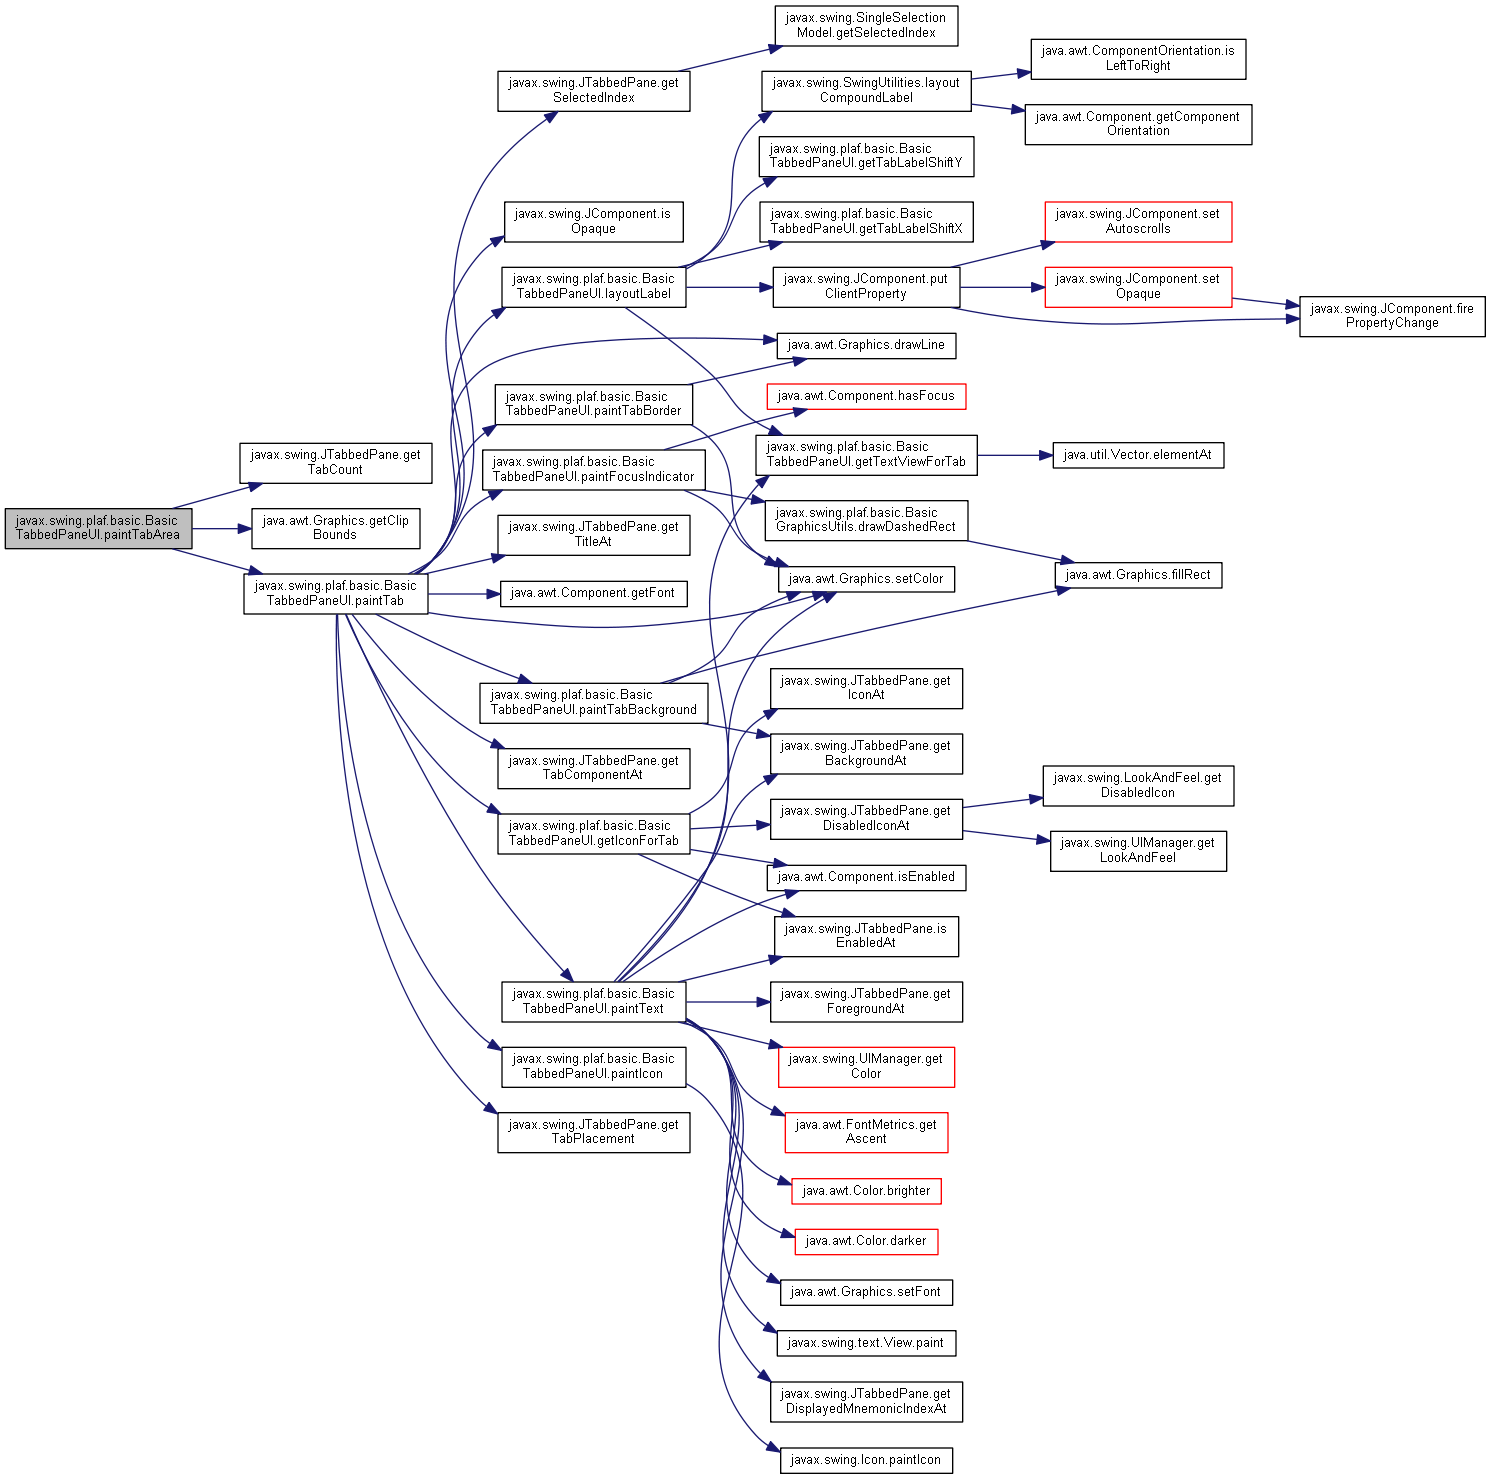 javax.swing.plaf.basic.Basic
TabbedPaneUI.paintTabArea
javax.swing.JTabbedPane.get
TabCount
java.awt.Graphics.getClip
Bounds
javax.swing.plaf.basic.Basic
TabbedPaneUI.paintTab
javax.swing.JTabbedPane.get
SelectedIndex
javax.swing.JComponent.is
Opaque
javax.swing.plaf.basic.Basic
TabbedPaneUI.layoutLabel
javax.swing.plaf.basic.Basic
TabbedPaneUI.paintTabBorder
javax.swing.plaf.basic.Basic
TabbedPaneUI.paintFocusIndicator
javax.swing.JTabbedPane.get
TitleAt
java.awt.Component.getFont
javax.swing.plaf.basic.Basic
TabbedPaneUI.paintTabBackground
javax.swing.JTabbedPane.get
TabComponentAt
javax.swing.plaf.basic.Basic
TabbedPaneUI.getIconForTab
javax.swing.plaf.basic.Basic
TabbedPaneUI.paintText
javax.swing.plaf.basic.Basic
TabbedPaneUI.paintIcon
javax.swing.JTabbedPane.get
TabPlacement
javax.swing.SingleSelection
Model.getSelectedIndex
javax.swing.SwingUtilities.layout
CompoundLabel
javax.swing.plaf.basic.Basic
TabbedPaneUI.getTabLabelShiftY
javax.swing.plaf.basic.Basic
TabbedPaneUI.getTabLabelShiftX
javax.swing.JComponent.put
ClientProperty
java.awt.Graphics.drawLine
java.awt.Component.hasFocus
javax.swing.plaf.basic.Basic
TabbedPaneUI.getTextViewForTab
javax.swing.plaf.basic.Basic
GraphicsUtils.drawDashedRect
java.awt.Graphics.setColor
javax.swing.JTabbedPane.get
IconAt
javax.swing.JTabbedPane.get
BackgroundAt
javax.swing.JTabbedPane.get
DisabledIconAt
java.awt.Component.isEnabled
javax.swing.JTabbedPane.is
EnabledAt
javax.swing.JTabbedPane.get
ForegroundAt
javax.swing.UIManager.get
Color
java.awt.FontMetrics.get
Ascent
java.awt.Color.brighter
java.awt.Color.darker
java.awt.Graphics.setFont
javax.swing.text.View.paint
javax.swing.JTabbedPane.get
DisplayedMnemonicIndexAt
javax.swing.Icon.paintIcon
java.awt.ComponentOrientation.is
LeftToRight
java.awt.Component.getComponent
Orientation
javax.swing.JComponent.set
Autoscrolls
javax.swing.JComponent.set
Opaque
java.util.Vector.elementAt
java.awt.Graphics.fillRect
javax.swing.LookAndFeel.get
DisabledIcon
javax.swing.UIManager.get
LookAndFeel
javax.swing.JComponent.fire
PropertyChange